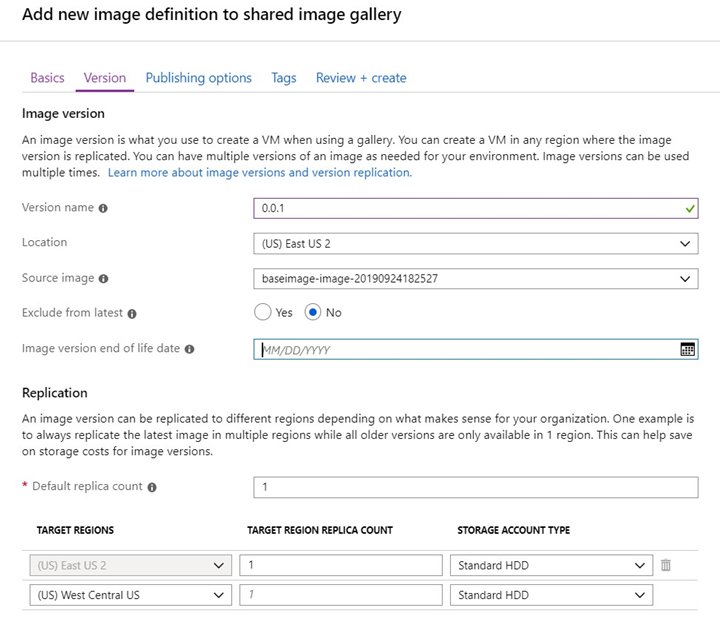 Add new image definition to shared image gallery
Basics Version Publishing options Tags Review + create
Image version
An image version is what you use to create a VM when using a gallery. You can create a VM in any region where the image
version is replicated. You can have multiple versions of an image as needed for your environment. Image versions can be used
multiple times. Learn more about image versions and version replication.
Version name 0.0.1
Location (US) East US 2
Source image baseimage-image-20190924182527
Exclude from latest Yes No
Image version end of life date MM/DD/YYYY
Replication
An image version can be replicated to different regions depending on what makes sense for your organization. One example is
to always replicate the latest image in multiple regions while all older versions are only available in 1 region. This can help save
on storage costs for image versions.
* Default replica count 1
TARGET REGIONS TARGET REGION REPLICA COUNT STORAGE ACCOUNT TYPE
(US) East US 2 1 Standard HDD
(US) West Central US 1 Standard HDD